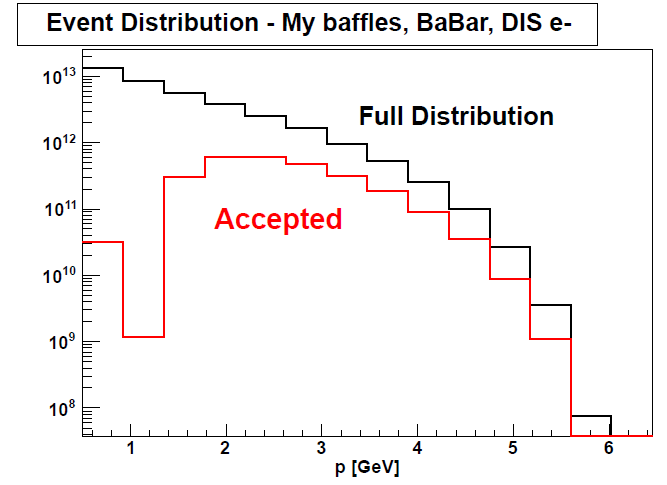 Event Distribution - My baffles, BaBar, DIS e-
10^13
10^12
10^11
10^10
10^9
10^8
Full Distribution
Accepted
1 2 3 4 5 6
p [GeV]